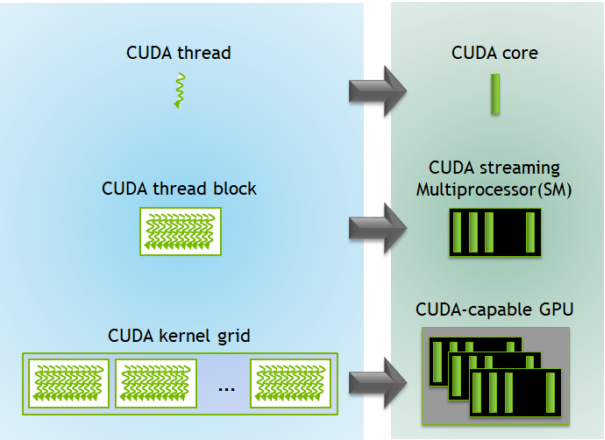 CUDA thread
CUDA core
CUDA thread block
CUDA streaming
Multiprocessor(SM)
CUDA kernel grid
...
CUDA-capable GPU